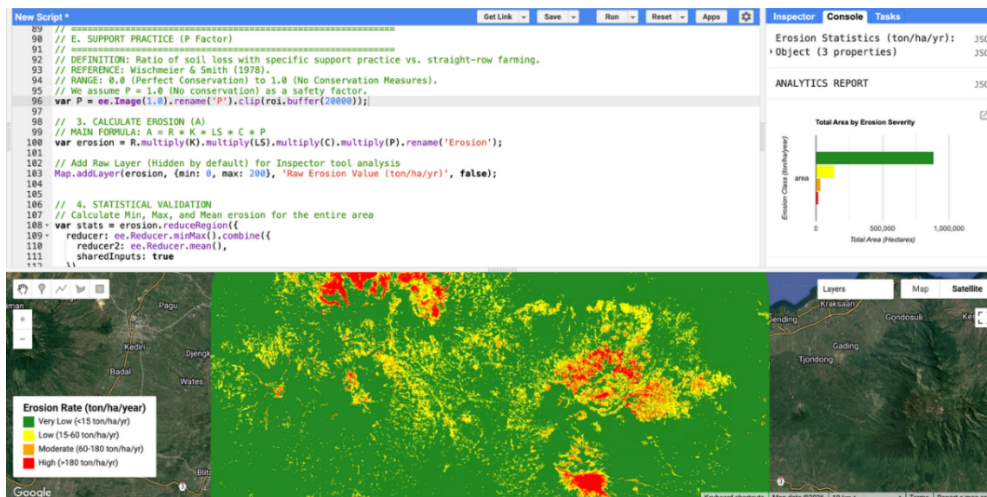 New Script *
Get Link
Save
Run
Reset
Apps
89 // ================================================================
90 // E. SUPPORT PRACTICE (P Factor)
91 // ================================================================
92 // DEFINITION: Ratio of soil loss with specific support practice vs. straight-row farming.
93 // REFERENCE: Wischmeier & Smith (1978).
94 // RANGE: 0.0 (Perfect Conservation) to 1.0 (No Conservation Measures).
95 // We assume P = 1.0 (No conservation) as a safety factor.
96 var P = ee.Image(1.0).rename('P').clip(roi.buffer(20000));
97
98 // 3. CALCULATE EROSION (A)
99 // MAIN FORMULA: A = R * K * LS * C * P
100 var erosion = R.multiply(K).multiply(LS).multiply(C).multiply(P).rename('Erosion');
101
102 // Add Raw Layer (Hidden by default) for Inspector tool analysis
103 Map.addLayer(erosion, {min: 0, max: 200}, 'Raw Erosion Value (ton/ha/yr)', false);
104
105
106 // 4. STATISTICAL VALIDATION
107 // Calculate Min, Max, and Mean erosion for the entire area
108 var stats = erosion.reduceRegion({
109 reducer: ee.Reducer.minMax().combine({
110 reducer2: ee.Reducer.mean(),
111 sharedInputs: true
112 })
Inspector
Console
Tasks
Erosion Statistics (ton/ha/yr):
Object (3 properties)
ANALYTICS REPORT
Total Area by Erosion Severity
Erosion Class (ton/ha/year)
area
0
500,000
1,000,000
Total Area (Hectares)
Pagu
Kediri
Djengk
Badal
Wates
Erosion Rate (ton/ha/year)
Very Low (<15 ton/ha/yr)
Low (15-60 ton/ha/yr)
Moderate (60-180 ton/ha/yr)
High (>180 ton/ha/yr)
Blit
Google
Layers
Map
Satellite
Kraksaan
Gending
Gondosuli
Gading
Tjondong